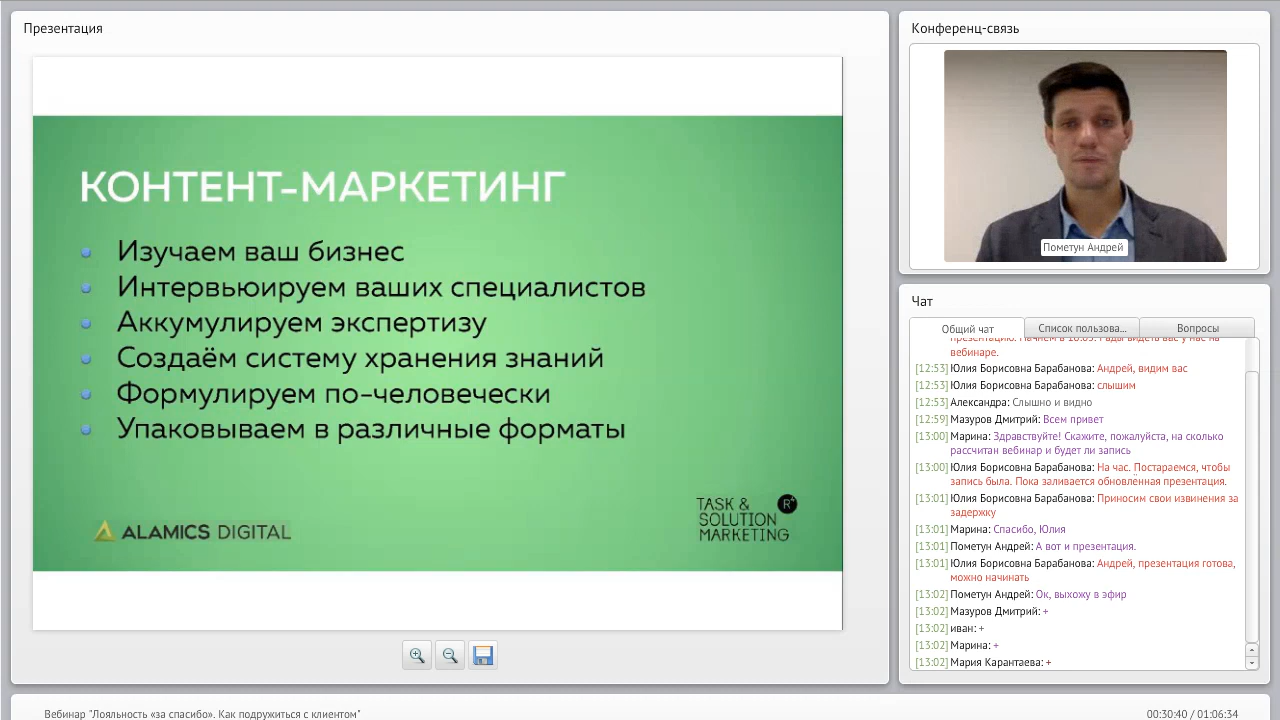 Презентация
КОНТЕНТ-МАРКЕТИНГ
Изучаем ваш бизнес
Интервьюируем ваших специалистов
Аккумулируем экспертизу
Создаём систему хранения знаний
Формулируем по-человечески
Упаковываем в различные форматы
ALAMICS DIGITAL
TASK &
SOLUTION
MARKETING
R4
Конференц-связь
Пометун Андрей
Чат
Общий чат
Список пользова...
Вопросы
вебинаре.
[12:53] Юлия Борисовна Барабанова: Андрей, видим вас
[12:53] Юлия Борисовна Барабанова: слышим
[12:53] Александра: Слышно и видно
[12:59] Мазуров Дмитрий: Всем привет
[13:00] Марина: Здравствуйте! Скажите, пожалуйста, на сколько
рассчитан вебинар и будет ли запись
[13:00] Юлия Борисовна Барабанова: На час. Постараемся, чтобы
запись была. Пока заливается обновлённая презентация.
[13:01] Юлия Борисовна Барабанова: Приносим свои извинения за
задержку
[13:01] Марина: Спасибо, Юлия
[13:01] Пометун Андрей: А вот и презентация.
[13:01] Юлия Борисовна Барабанова: Андрей, презентация готова,
можно начинать
[13:02] Пометун Андрей: Ок, выхожу в эфир
[13:02] Мазуров Дмитрий: +
[13:02] иван: +
[13:02] Марина: +
[13:02] Мария Карантаева: +
Вебинар "Лояльность «за спасибо». Как подружиться с клиентом"
00:30:40 / 01:06:34